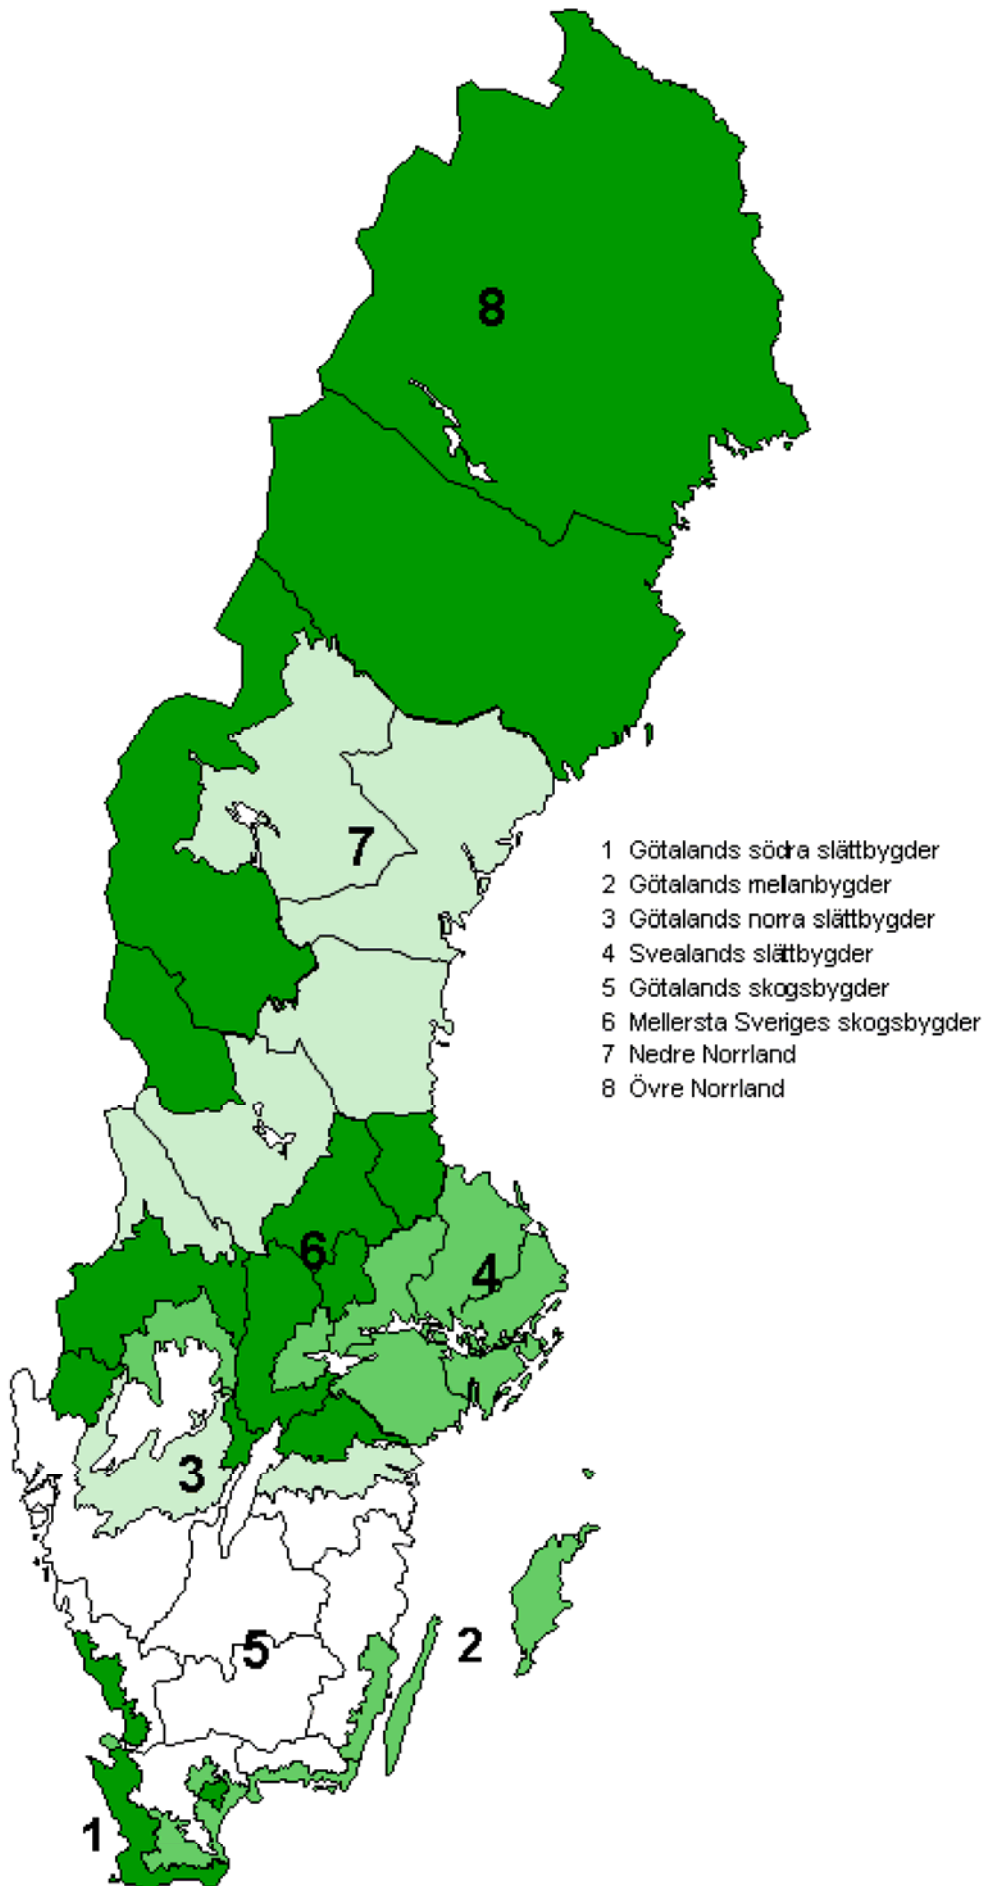 8
7
1 Götalands södra slättbygder
2 Götalands mellanbygder
3 Götalands norra slättbygder
4 Svealands slättbygder
5 Götalands skogsbygder
6 Mellersta Sveriges skogsbygder
7 Nedre Norrland
8 Övre Norrland
6
4
3
5
2
1